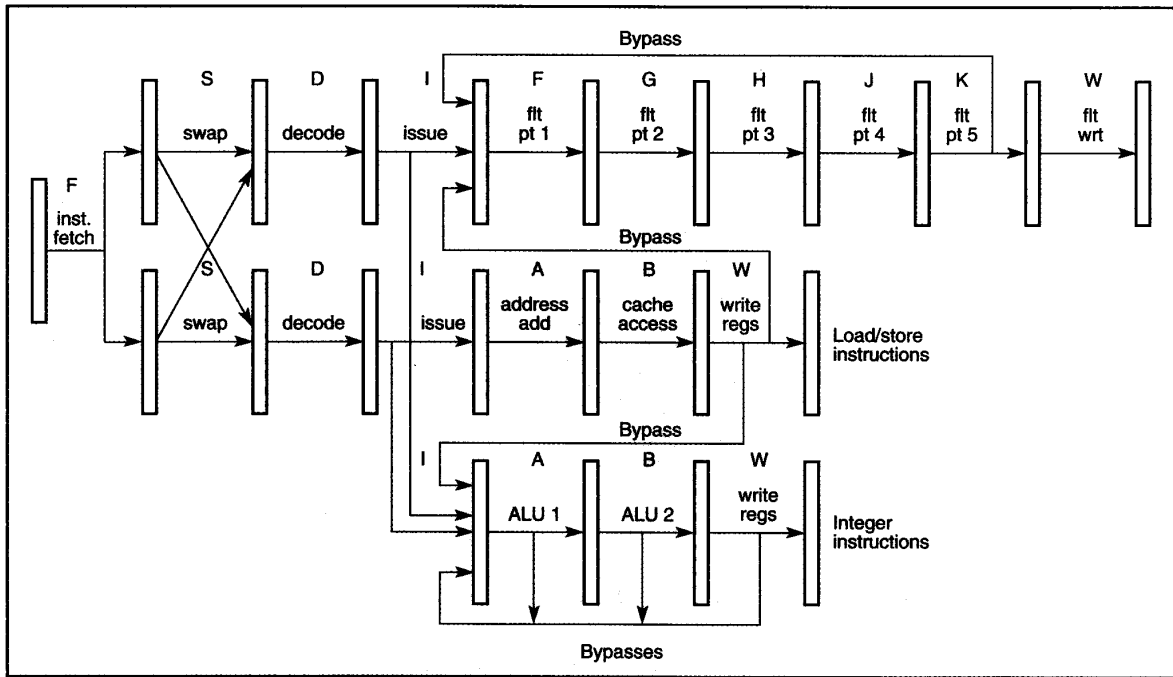 Bypass
S
D
I
F
G
H
J
K
W
flt
pt 1
flt
pt 2
flt
pt 3
flt
pt 4
flt
pt 5
flt
wrt
swap
decode
issue
F
inst.
fetch
Bypass
S
D
I
A
B
W
address
add
cache
access
write
regs
swap
decode
issue
Load/store
instructions
Bypass
I
A
B
W
ALU 1
ALU 2
write
regs
Integer
instructions
Bypasses